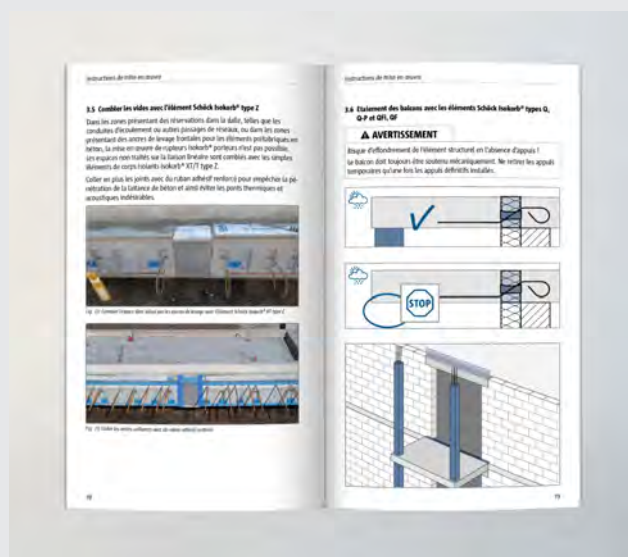 Instructions de mise en œuvre
3.5 Combler les vides avec l'élément Schöck Isokorb® type Z
Dans les zones présentant des réservations dans la dalle, telles que les
conduites d'écoulement ou autres passages de réseaux, ou dans les zones
présentant des ancres de levage frontales pour les éléments préfabriqués en
béton, la mise en œuvre de rupteurs Isokorb® porteurs n'est pas possible.
Les espaces non traités sur la liaison linéaire sont comblés avec les simples
éléments de corps isolants Isokorb® XT/T type Z.
Coller en plus les joints avec du ruban adhésif renforcé pour empêcher la pé-
nétration de la laitance de béton et ainsi éviter les ponts thermiques et
acoustiques indésirables.
Isokorb® XT type Z
18
Instructions de mise en œuvre
3.6 Etaiement des balcons avec les éléments Schöck Isokorb® types Q,
Q-P et QFi, QF
AVERTISSEMENT
Risque d'effondrement de l'élément structural en l'absence d'appuis !
Le balcon doit toujours être soutenu mécaniquement. Ne retirer les appuis
temporaires qu'une fois les appuis définitifs installés.
STOP
19